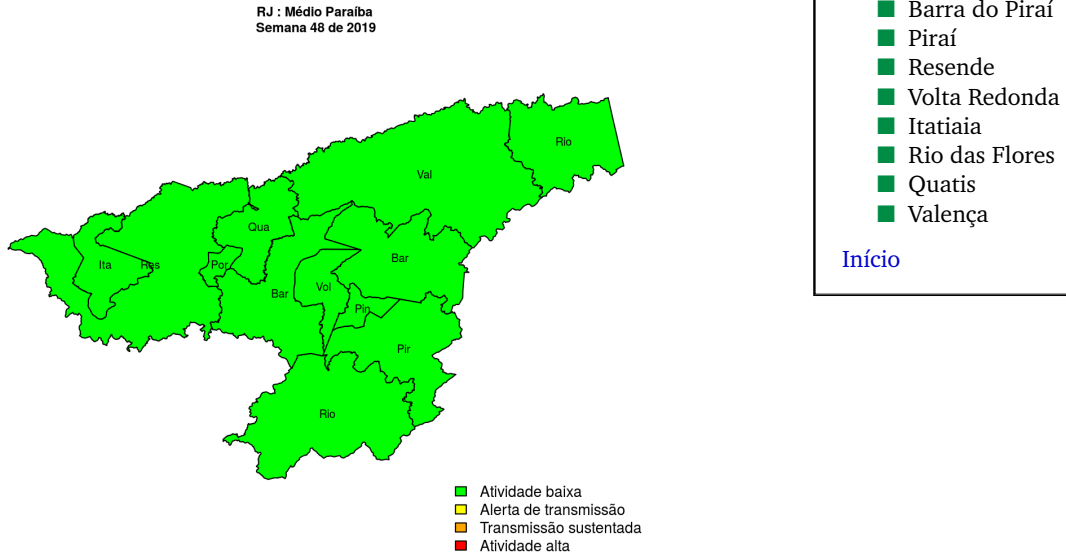 RJ : Médio Paraíba
Semana 48 de 2019
Rio
Val
Qua
Bar
Ita
Res
Por
Vol
Bar
Pin
Pir
Rio
Atividade baixa
Alerta de transmissão
Transmissão sustentada
Atividade alta
Barra do Piraí
Piraí
Resende
Volta Redonda
Itatiaia
Rio das Flores
Quatis
Valença
Início